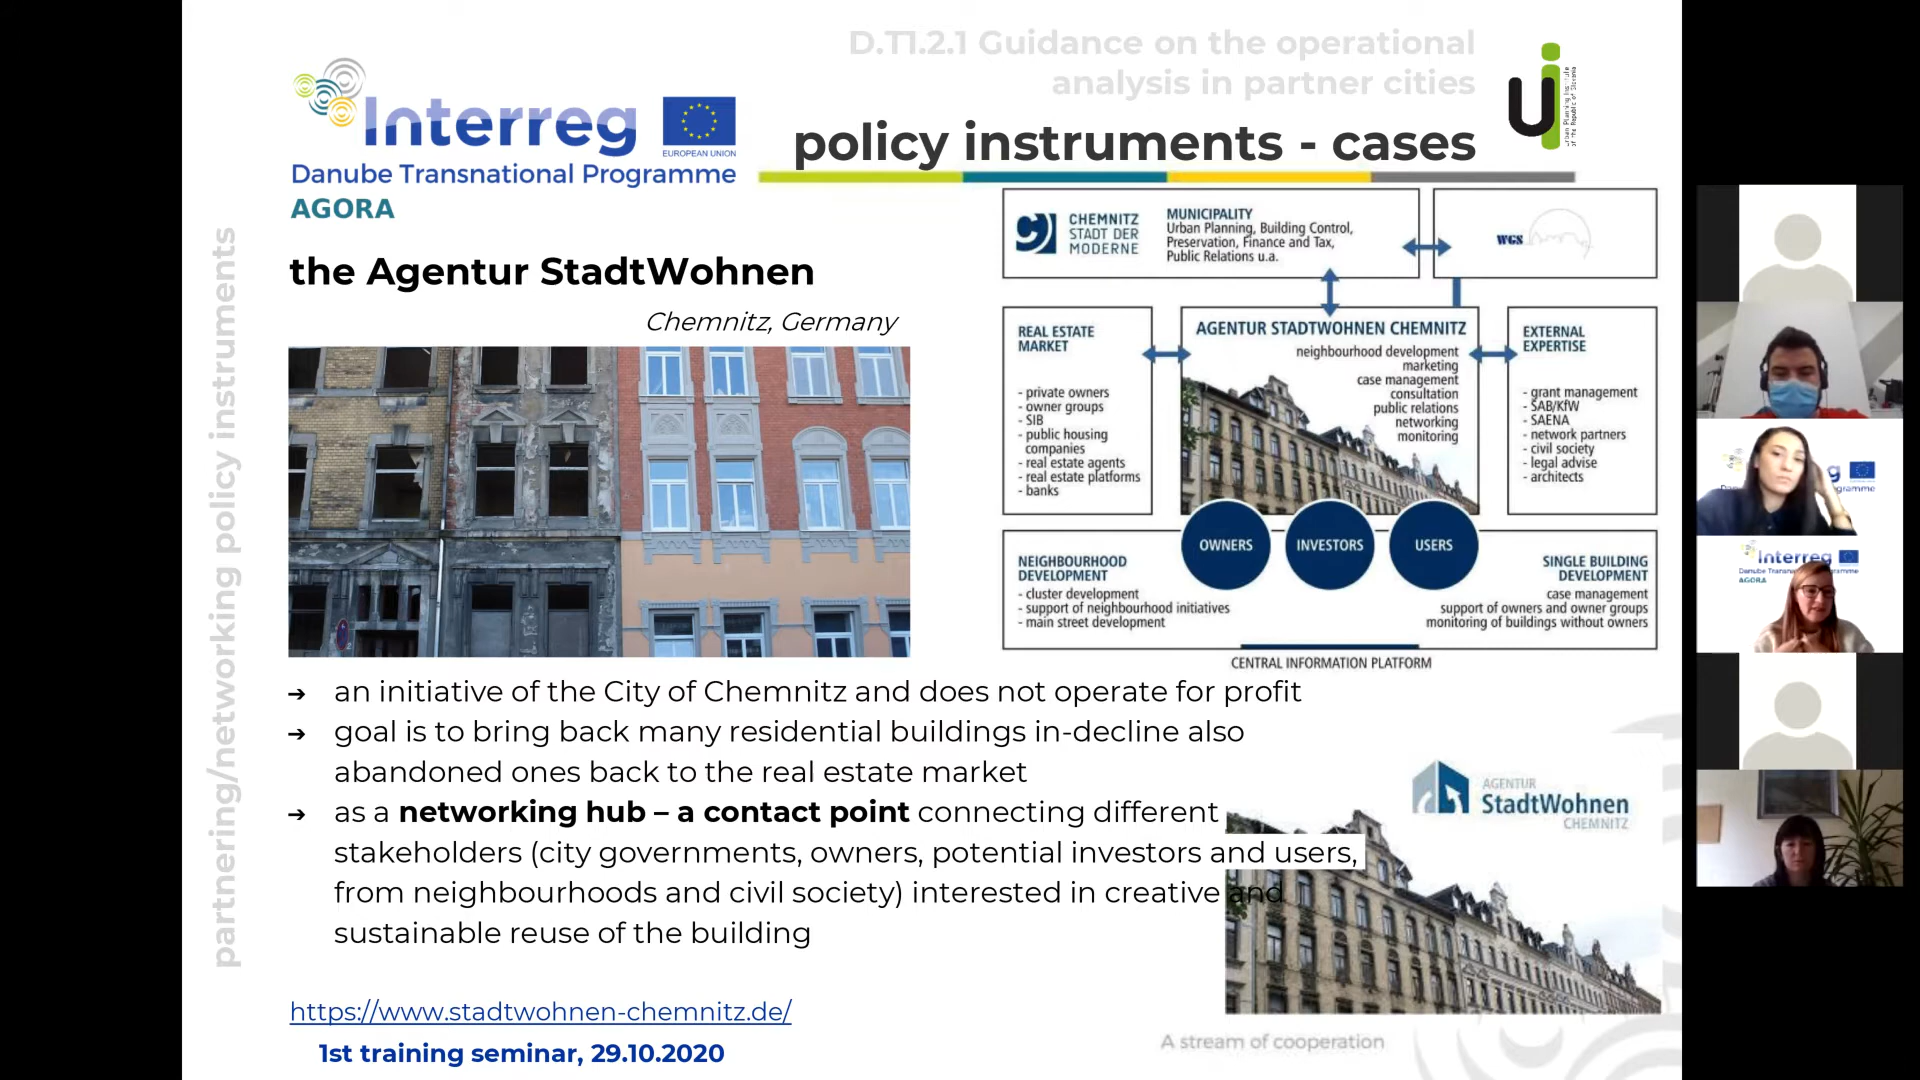 D.T1.2.1 Guidance on the operational
analysis in partner cities
policy instruments - cases
Interreg
EUROPEAN UNION
Danube Transnational Programme
AGORA
partnering/networking policy instruments
the Agentur StadtWohnen
Chemnitz, Germany
CHEMNITZ
STADT DER
MODERNE
MUNICIPALITY
Urban Planning, Building Control,
Preservation, Finance and Tax,
Public Relations u.a.
WGS
REAL ESTATE
MARKET
- private owners
- owner groups
- SIB
- public housing
companies
- real estate agents
- real estate platforms
- banks
AGENTUR STADTWOHNEN CHEMNITZ
neighbourhood development
marketing
case management
consultation
public relations
networking
monitoring
EXTERNAL
EXPERTISE
- grant management
- SAB/KfW
- SAENA
- network partners
- civil society
- legal advise
- architects
OWNERS
INVESTORS
USERS
NEIGHBOURHOOD
DEVELOPMENT
- cluster development
- support of neighbourhood initiatives
- main street development
SINGLE BUILDING
DEVELOPMENT
case management
support of owners and owner groups
monitoring of buildings without owners
CENTRAL INFORMATION PLATFORM
➔ an initiative of the City of Chemnitz and does not operate for profit
➔ goal is to bring back many residential buildings in-decline also
abandoned ones back to the real estate market
➔ as a networking hub – a contact point connecting different
stakeholders (city governments, owners, potential investors and users,
from neighbourhoods and civil society) interested in creative and
sustainable reuse of the building
AGENTUR
StadtWohnen
CHEMNITZ
https://www.stadtwohnen-chemnitz.de/
1st training seminar, 29.10.2020
A stream of cooperation
Interreg
AGORA